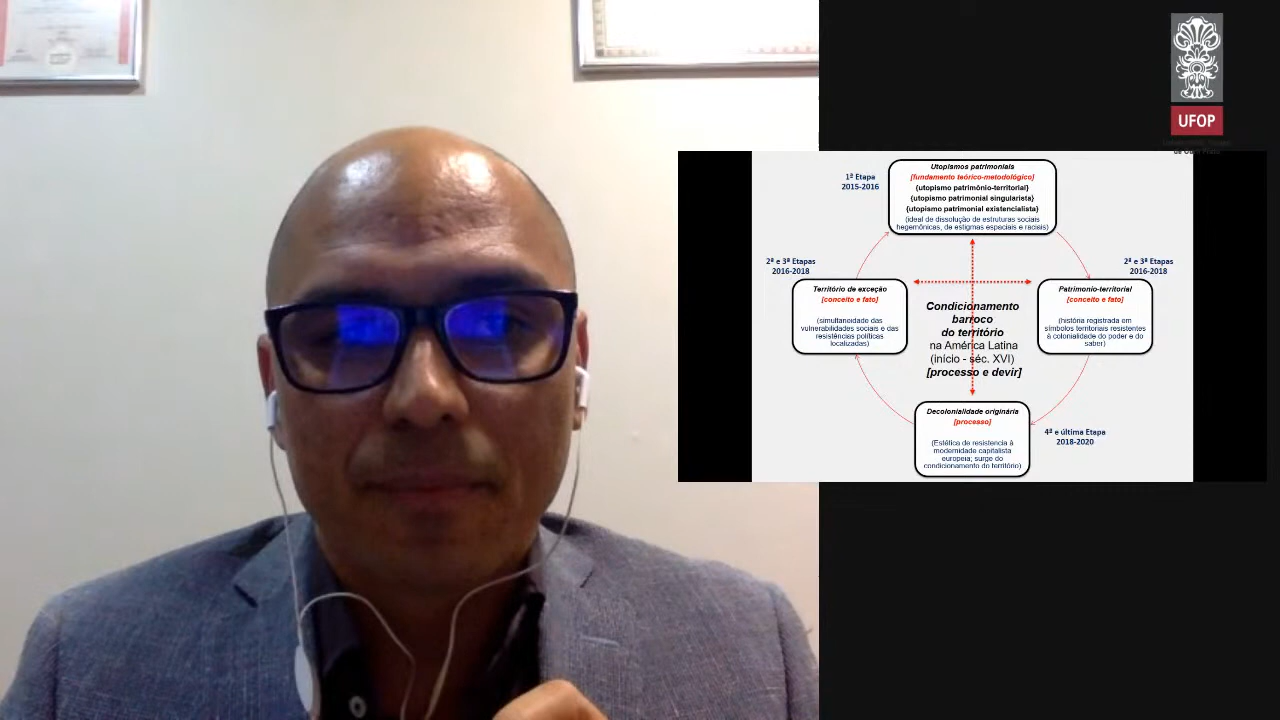 UFOP
Utopismos patrimoniais
[fundamento teórico-metodológico]
{utopismo patrimônio-territorial}
{utopismo patrimonial singularista}
{utopismo patrimonial existencialista}
(ideal de dissolução de estruturas sociais
hegemônicas, de estigmas espaciais e raciais)
1ª Etapa
2015-2016
2ª e 3ª Etapas
2016-2018
2ª e 3ª Etapas
2016-2018
Território de exceção
[conceito e fato]
(simultaneidade das
vulnerabilidades sociais e das
resistências políticas
localizadas)
Condicionamento
barroco
do território
na América Latina
(início - séc. XVI)
[processo e devir]
Patrimonio-territorial
[conceito e fato]
(história registrada em
símbolos territoriais resistentes
à colonialidade do poder e do
saber)
Decolonialidade originária
[processo]
(Estética de resistencia à
modernidade capitalista
europeia; surge do
condicionamento do território)
4ª e última Etapa
2018-2020